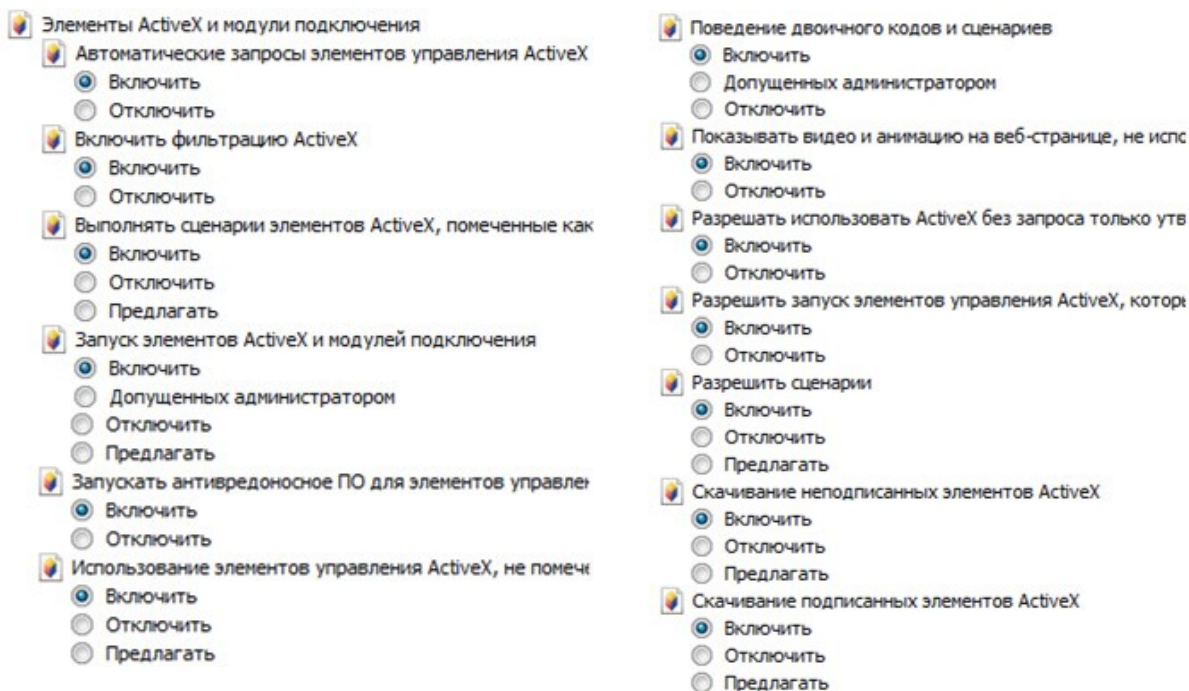 Элементы ActiveX и модули подключения
Автоматические запросы элементов управления ActiveX
Включить
Отключить
Включить фильтрацию ActiveX
Включить
Отключить
Выполнять сценарии элементов ActiveX, помеченные как
Включить
Отключить
Предлагать
Запуск элементов ActiveX и модулей подключения
Включить
Допущенных администратором
Отключить
Предлагать
Запускать антивредоносное ПО для элементов управлен
Включить
Отключить
Использование элементов управления ActiveX, не помече
Включить
Отключить
Предлагать
Поведение двоичного кодов и сценариев
Включить
Допущенных администратором
Отключить
Показывать видео и анимацию на веб-странице, не испо
Включить
Отключить
Разрешать использовать ActiveX без запроса только утв
Включить
Отключить
Разрешить запуск элементов управления ActiveX, которы
Включить
Отключить
Разрешить сценарии
Включить
Отключить
Предлагать
Скачивание неподписанных элементов ActiveX
Включить
Отключить
Предлагать
Скачивание подписанных элементов ActiveX
Включить
Отключить
Предлагать